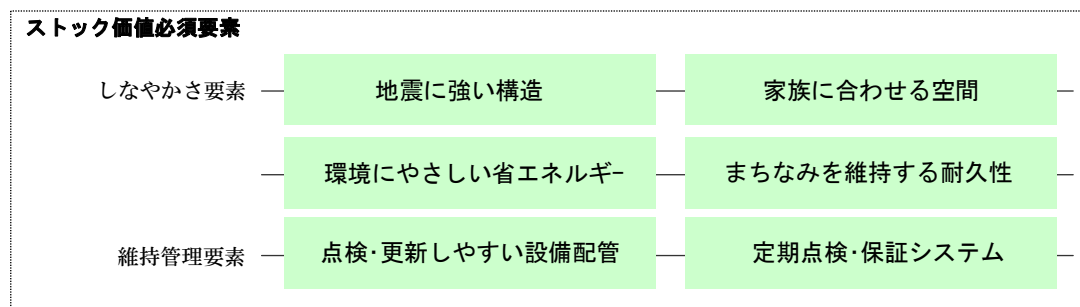 ストック価値必須要素
しなやかさ要素 地震に強い構造 家族に合わせる空間
環境にやさしい省エネルギー まちなみを維持する耐久性
維持管理要素 点検･更新しやすい設備配管 定期点検･保証システム